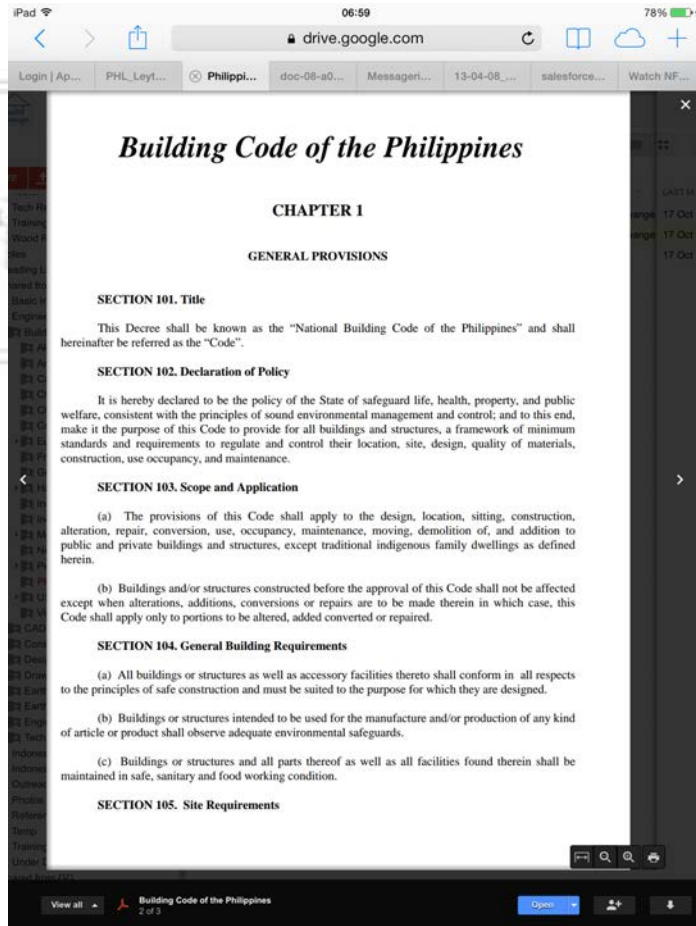 iPad 06:59 78%
drive.google.com
Login | Ap... PHL_Leyt... Philippi... doc-08-a0... Messageri... 13-04-08_... salesforce... Watch NF...
Building Code of the Philippines
CHAPTER 1
GENERAL PROVISIONS
SECTION 101. Title
This Decree shall be known as the “National Building Code of the Philippines” and shall
hereinafter be referred as the “Code”.
SECTION 102. Declaration of Policy
It is hereby declared to be the policy of the State of safeguard life, health, property, and public
welfare, consistent with the principles of sound environmental management and control; and to this end,
make it the purpose of this Code to provide for all buildings and structures, a framework of minimum
standards and requirements to regulate and control their location, site, design, quality of materials,
construction, use occupancy, and maintenance.
SECTION 103. Scope and Application
(a) The provisions of this Code shall apply to the design, location, sitting, construction,
alteration, repair, conversion, use, occupancy, maintenance, moving, demolition of, and addition to
public and private buildings and structures, except traditional indigenous family dwellings as defined
herein.
(b) Buildings and/or structures constructed before the approval of this Code shall not be affected
except when alterations, additions, conversions or repairs are to be made therein in which case, this
Code shall apply only to portions to be altered, added converted or repaired.
SECTION 104. General Building Requirements
(a) All buildings or structures as well as accessory facilities thereto shall conform in all respects
to the principles of safe construction and must be suited to the purpose for which they are designed.
(b) Buildings or structures intended to be used for the manufacture and/or production of any kind
of article or product shall observe adequate environmental safeguards.
(c) Buildings or structures and all parts thereof as well as all facilities found therein shall be
maintained in safe, sanitary and food working condition.
SECTION 105. Site Requirements
LAST M
17 Oct
17 Oct
17 Oct
View all Building Code of the Philippines Open
2 of 3